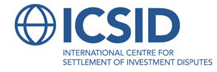 ICSID
INTERNATIONAL CENTRE FOR
SETTLEMENT OF INVESTMENT DISPUTES